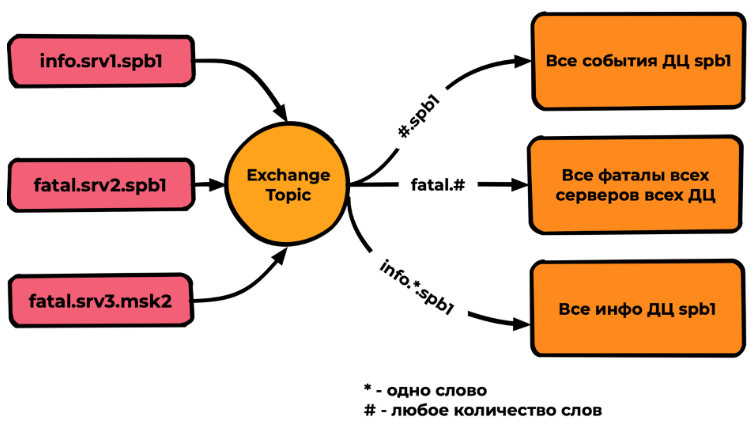 info.srv1.spb1
fatal.srv2.spb1
fatal.srv3.msk2
Exchange
Topic
#.spb1
fatal.#
info.*.spb1
Все события ДЦ spb1
Все фаталы всех
серверов всех ДЦ
Все инфо ДЦ spb1
* - одно слово
# - любое количество слов